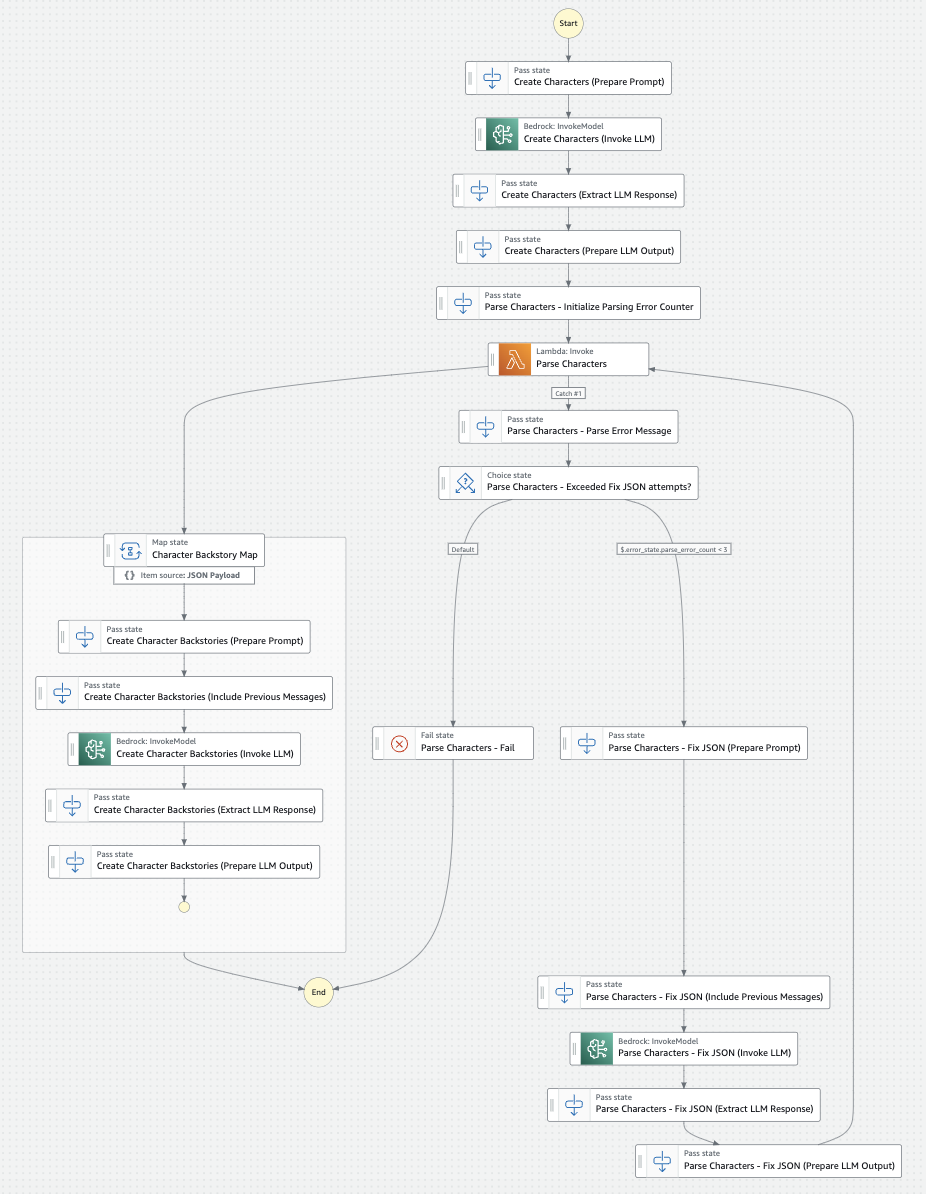 Start
Pass state
Create Characters (Prepare Prompt)
Bedrock: InvokeModel
Create Characters (Invoke LLM)
Pass state
Create Characters (Extract LLM Response)
Pass state
Create Characters (Prepare LLM Output)
Pass state
Parse Characters - Initialize Parsing Error Counter
Lambda: Invoke
Parse Characters
Catch #1
Pass state
Parse Characters - Parse Error Message
Choice state
Parse Characters - Exceeded Fix JSON attempts?
Default
$.error_state.parse_error_count < 3
Map state
Character Backstory Map
{} Item source: JSON Payload
Pass state
Create Character Backstories (Prepare Prompt)
Pass state
Create Character Backstories (Include Previous Messages)
Bedrock: InvokeModel
Create Character Backstories (Invoke LLM)
Pass state
Create Character Backstories (Extract LLM Response)
Pass state
Create Character Backstories (Prepare LLM Output)
Fail state
Parse Characters - Fail
Pass state
Parse Characters - Fix JSON (Prepare Prompt)
End
Pass state
Parse Characters - Fix JSON (Include Previous Messages)
Bedrock: InvokeModel
Parse Characters - Fix JSON (Invoke LLM)
Pass state
Parse Characters - Fix JSON (Extract LLM Response)
Pass state
Parse Characters - Fix JSON (Prepare LLM Output)